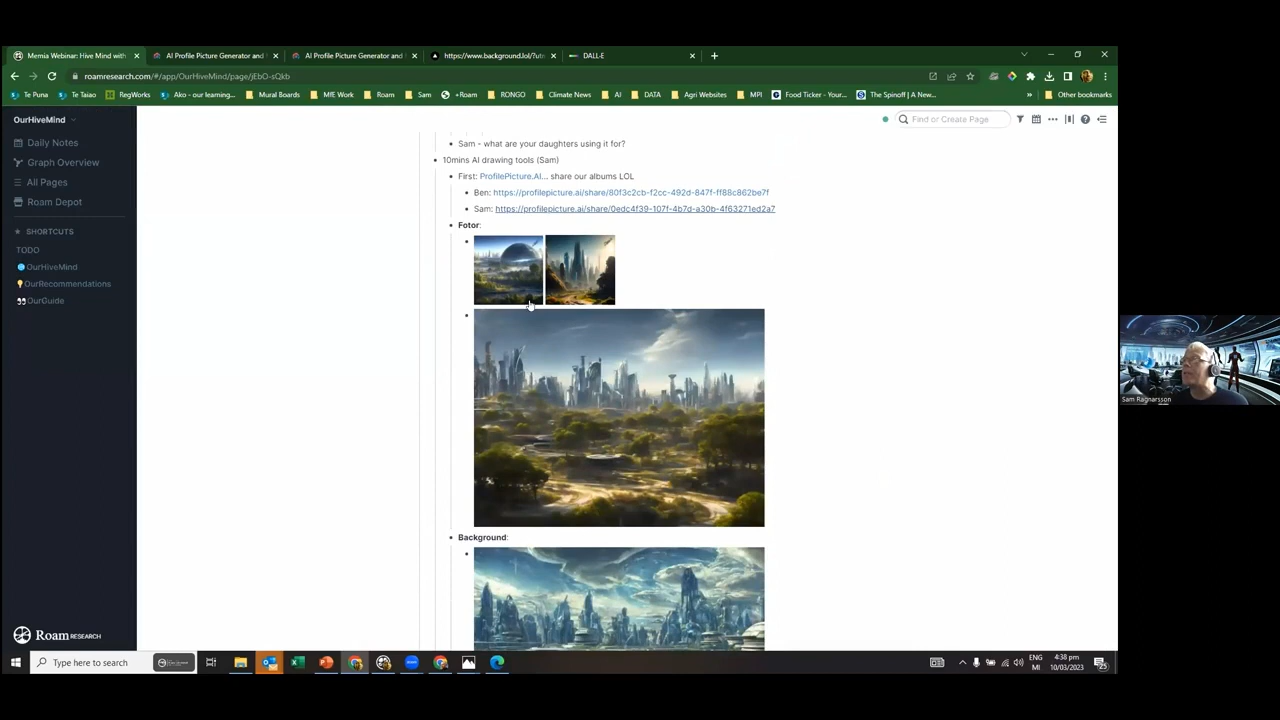 Memia Webinar: Hive Mind with
AI Profile Picture Generator and
AI Profile Picture Generator and
https://www.background.lol/?utm
DALL·E
roamresearch.com/#/app/OurHiveMind/page/jEbO-sQkb
Te Puna
Te Taiao
RegWorks
Ako - our learning...
Mural Boards
MfE Work
Roam
Sam
+Roam
RONGO
Climate News
AI
DATA
Agri Websites
MPI
Food Ticker - Your...
The Spinoff | A New...
Other bookmarks
OurHiveMind
Find or Create Page
Daily Notes
Graph Overview
All Pages
Roam Depot
SHORTCUTS
TODO
OurHiveMind
OurRecommendations
OurGuide
Sam - what are your daughters using it for?
10mins AI drawing tools (Sam)
First: ProfilePicture.AI... share our albums LOL
Ben: https://profilepicture.ai/share/80f3c2cb-f2cc-492d-847f-ff88c862be7f
Sam: https://profilepicture.ai/share/0edc4f39-107f-4b7d-a30b-4f63271ed2a7
Fotor:
Background:
Sam Ragnarsson
Roam RESEARCH
Type here to search
ENG
MI
4:38 pm
10/03/2023
25